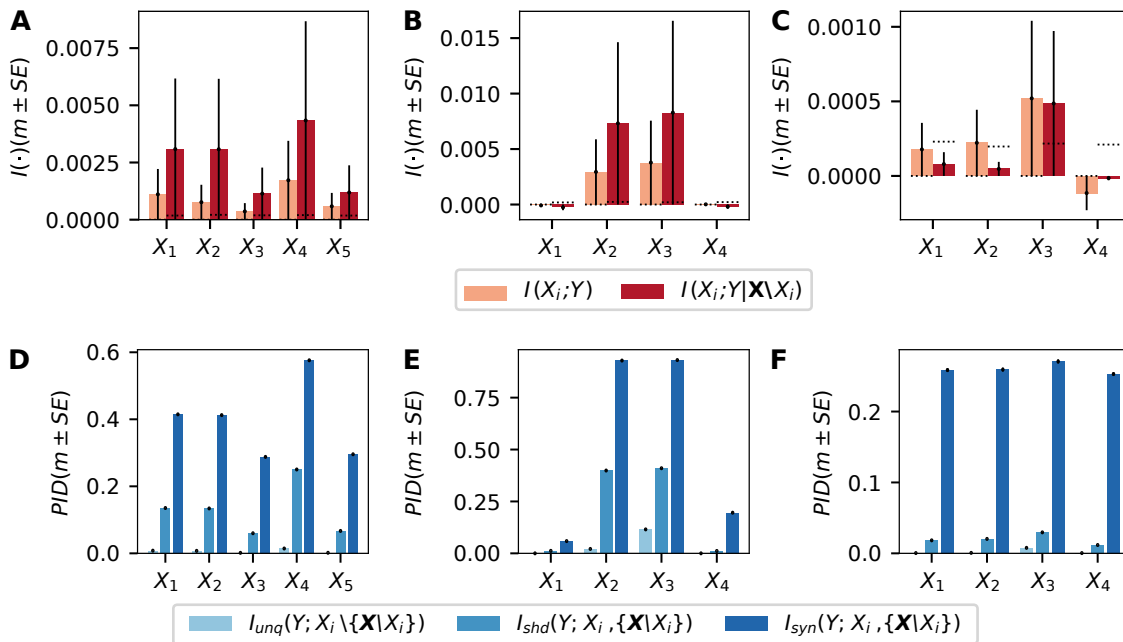 A
I(·)(m ± SE)
0.0075
0.0050
0.0025
0.0000
X1 X2 X3 X4 X5
B
I(·)(m ± SE)
0.015
0.010
0.005
0.000
X1 X2 X3 X4
C
I(·)(m ± SE)
0.0010
0.0005
0.0000
X1 X2 X3 X4
I(Xi;Y) I(Xi;Y|X\Xi)
D
PID(m ± SE)
0.6
0.4
0.2
0.0
X1 X2 X3 X4 X5
E
PID(m ± SE)
0.75
0.50
0.25
0.00
X1 X2 X3 X4
F
PID(m ± SE)
0.2
0.0
X1 X2 X3 X4
Iunq(Y; Xi \{X\Xi}) Ishd(Y; Xi ,{X\Xi}) Isyn(Y; Xi ,{X\Xi})